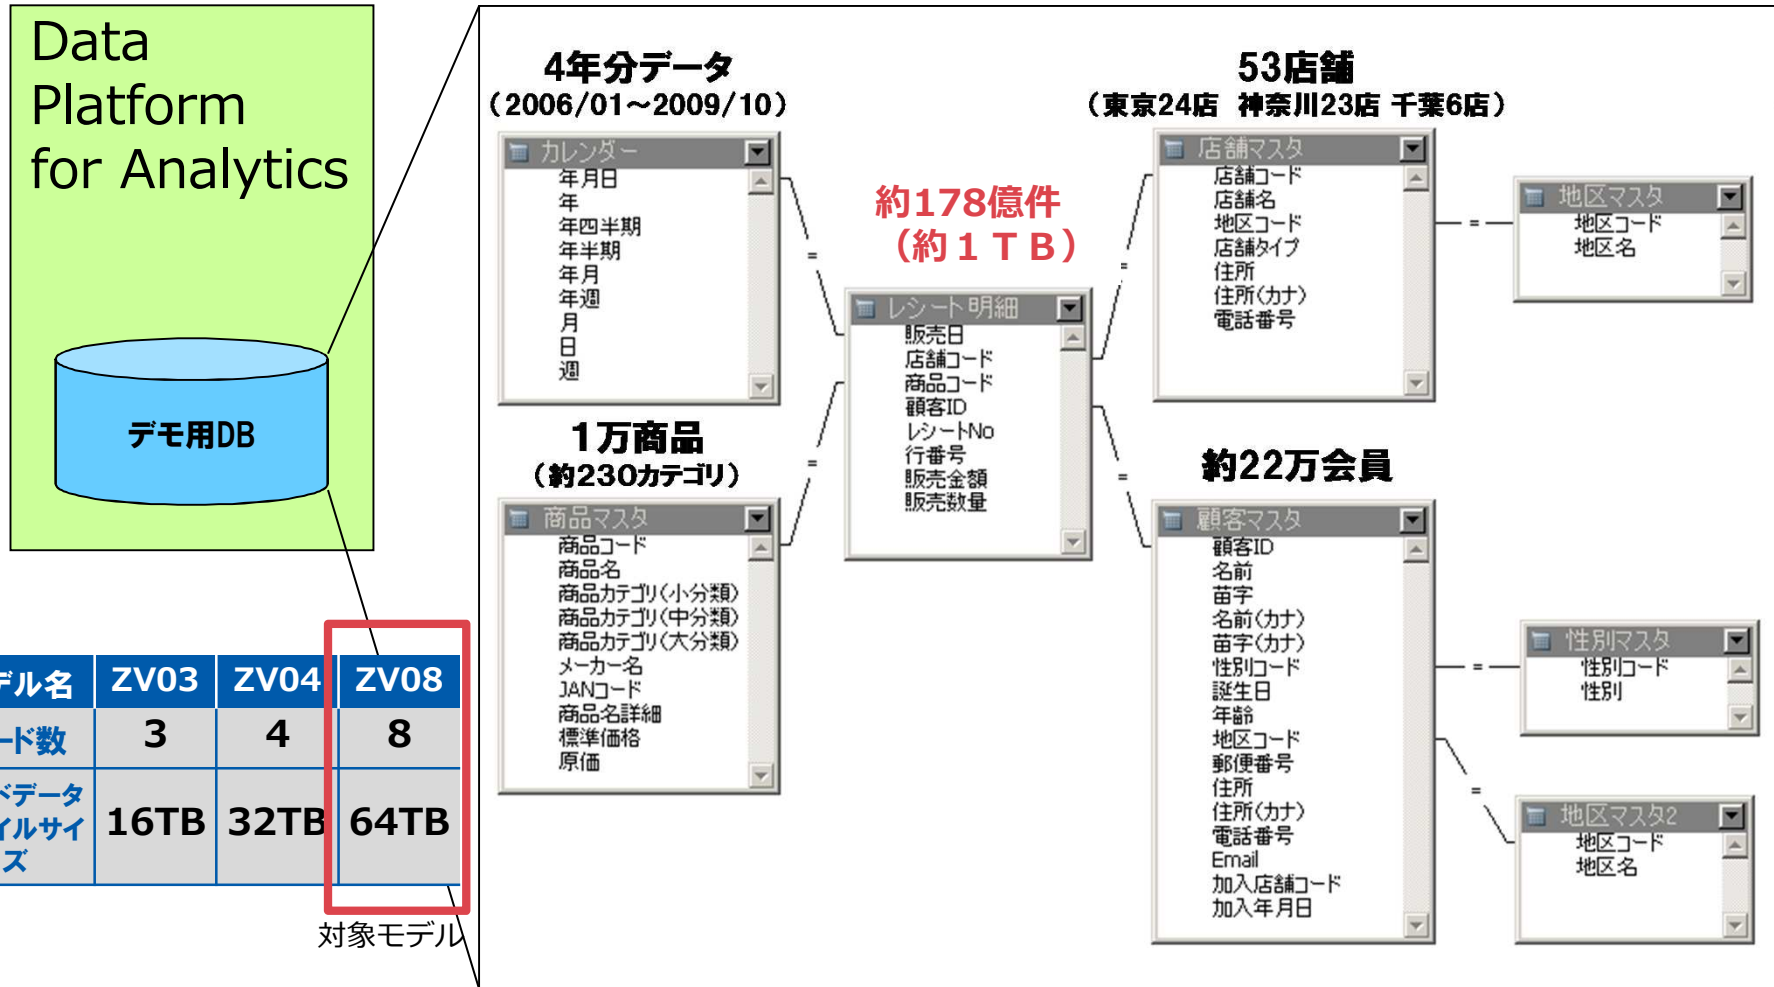 Data
Platform
for Analytics
デモ用DB
デル名 ZV03 ZV04 ZV08
ード数 3 4 8
ドデータ
イルサイ
ズ
16TB 32TB 64TB
対象モデル
4年分データ
（2006/01～2009/10）
カレンダー
年月日
年
年四半期
年半期
年月
年週
月
日
週
1万商品
（約230カテゴリ）
商品マスタ
商品コード
商品名
商品カテゴリ(小分類)
商品カテゴリ(中分類)
商品カテゴリ(大分類)
メーカー名
JANコード
商品名詳細
標準価格
原価
約178億件
（約１ＴＢ）
レシート明細
販売日
店舗コード
商品コード
顧客ID
レシートNo
行番号
販売金額
販売数量
53店舗
（東京24店 神奈川23店 千葉6店）
店舗マスタ
店舗コード
店舗名
地区コード
店舗タイプ
住所
住所(カナ)
電話番号
地区マスタ
地区コード
地区名
約22万会員
顧客マスタ
顧客ID
名前
苗字
名前(カナ)
苗字(カナ)
性別コード
誕生日
年齢
地区コード
郵便番号
住所
住所(カナ)
電話番号
Email
加入店舗コード
加入年月日
性別マスタ
性別コード
性別
地区マスタ2
地区コード
地区名
=
=
=
=
=
=
=